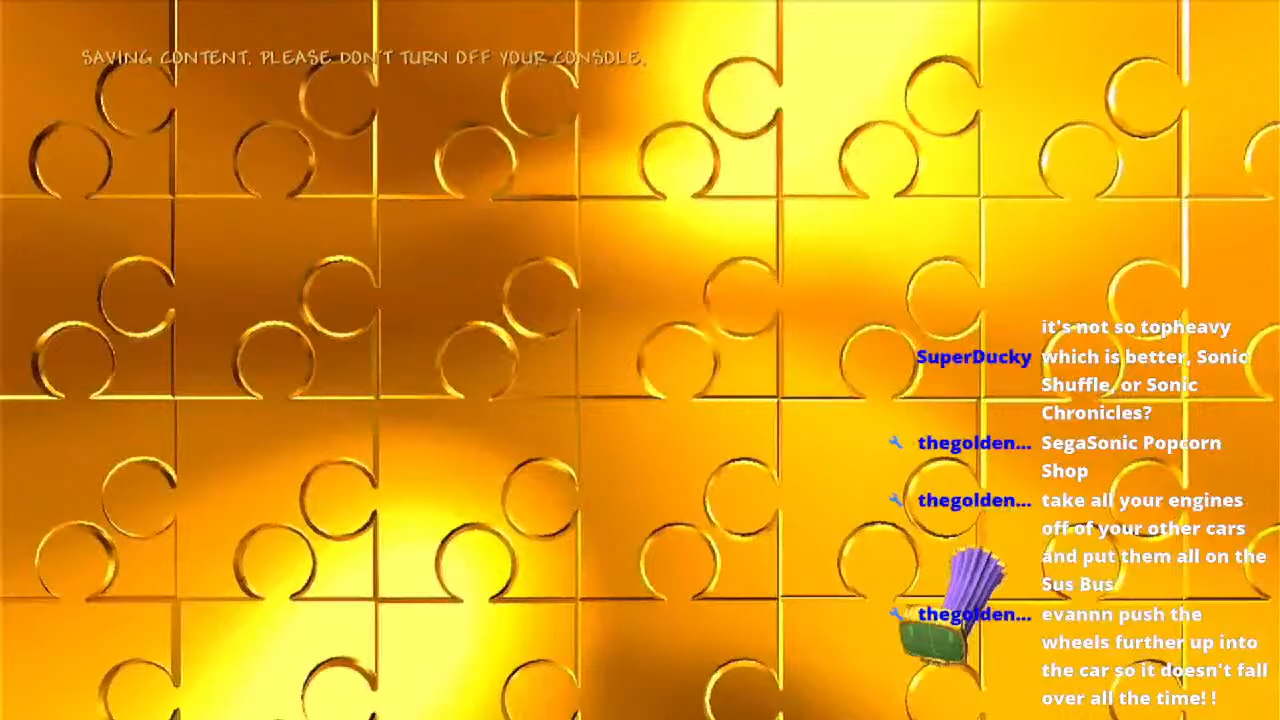 SAVING CONTENT. PLEASE DON'T TURN OFF YOUR CONSOLE.
it's not so topheavy
SuperDucky which is better, Sonic
Shuffle, or Sonic
Chronicles?
thegolden... SegaSonic Popcorn
Shop
thegolden... take all your engines
off of your other cars
and put them all on the
Sus Bus
thegolden... evannn push the
wheels further up into
the car so it doesn't fall
over all the time! !